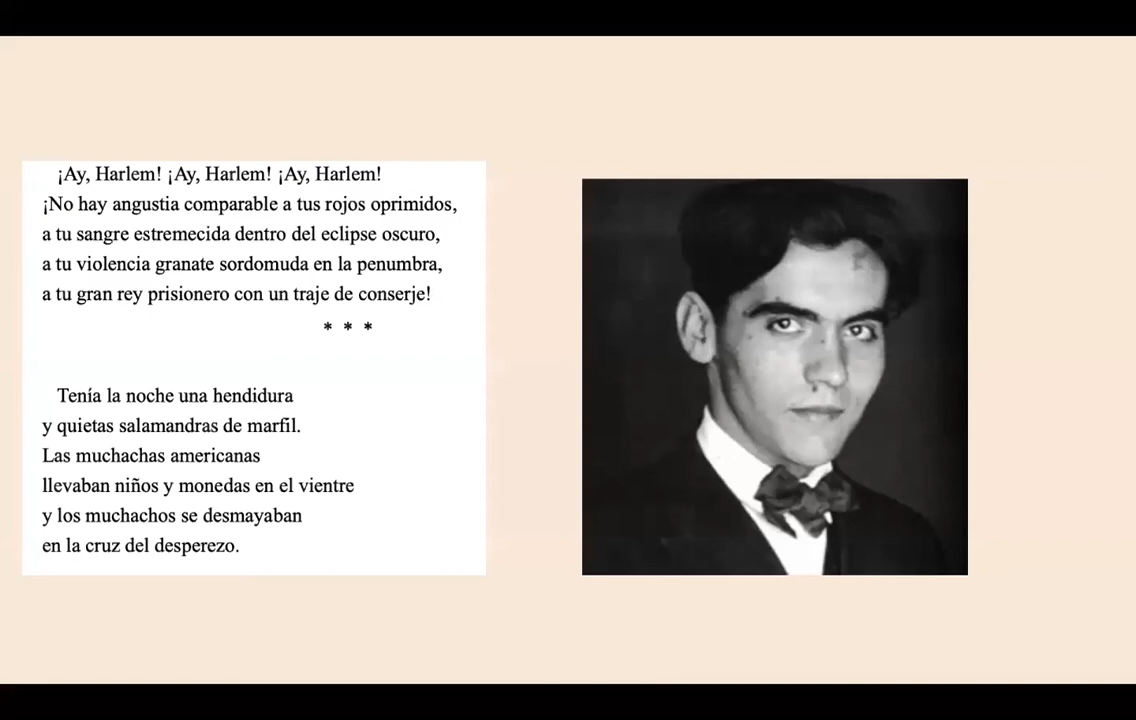 ¡Ay, Harlem! ¡Ay, Harlem! ¡Ay, Harlem!
¡No hay angustia comparable a tus rojos oprimidos,
a tu sangre estremecida dentro del eclipse oscuro,
a tu violencia granate sordomuda en la penumbra,
a tu gran rey prisionero con un traje de conserje!
* * *
Tenía la noche una hendidura
y quietas salamandras de marfil.
Las muchachas americanas
llevaban niños y monedas en el vientre
y los muchachos se desmayaban
en la cruz del desperezo.